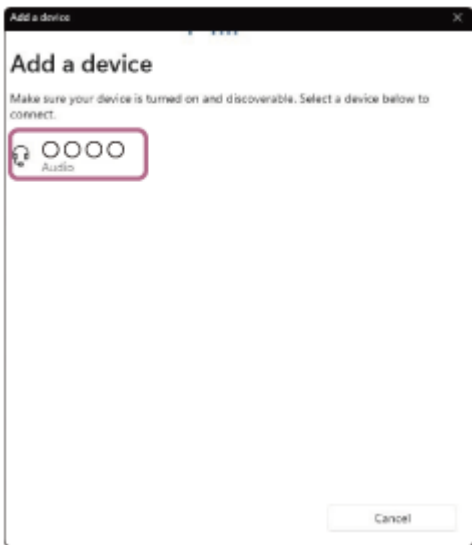 Add a device
Add a device
Make sure your device is turned on and discoverable. Select a device below to
connect.
○○○○
Audio
Cancel